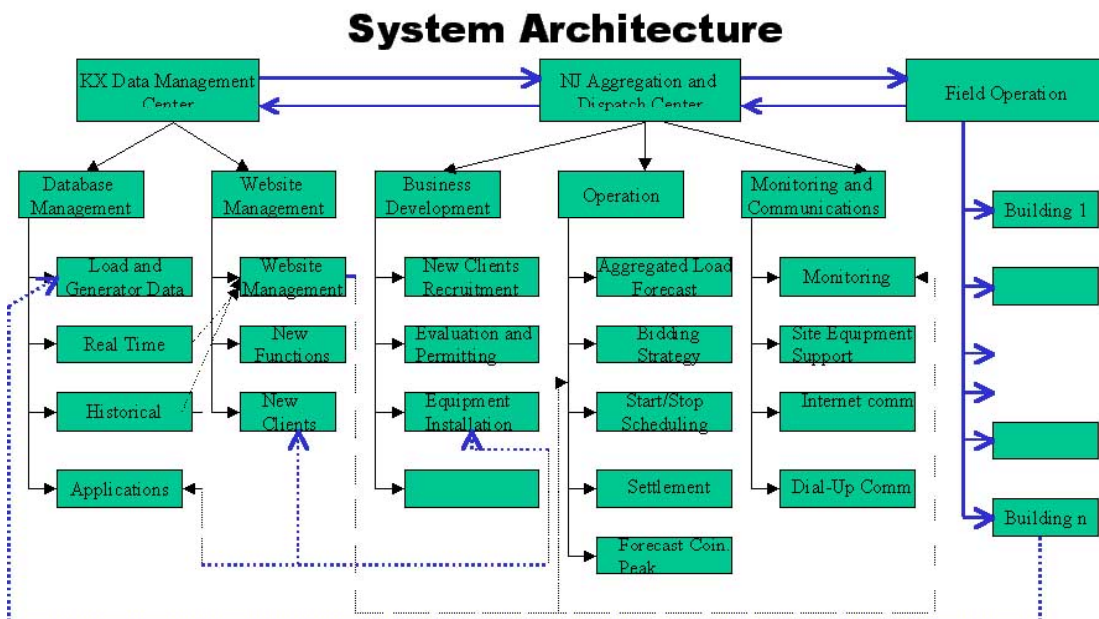 System Architecture
KX Data Management
Center
NJ Aggregation and
Dispatch Center
Field Operation
Database
Management
Website
Management
Business
Development
Operation
Monitoring and
Communications
Building 1
Load and
Generator Data
Website
Management
New Clients
Recruitment
Aggregated Load
Forecast
Monitoring
Real Time
New
Functions
Evaluation and
Permitting
Bidding
Strategy
Site Equipment
Support
Historical
New
Clients
Equipment
Installation
Start/Stop
Scheduling
Internet comm
Applications
Settlement
Dial-Up Comm
Building n
Forecast Coin.
Peak